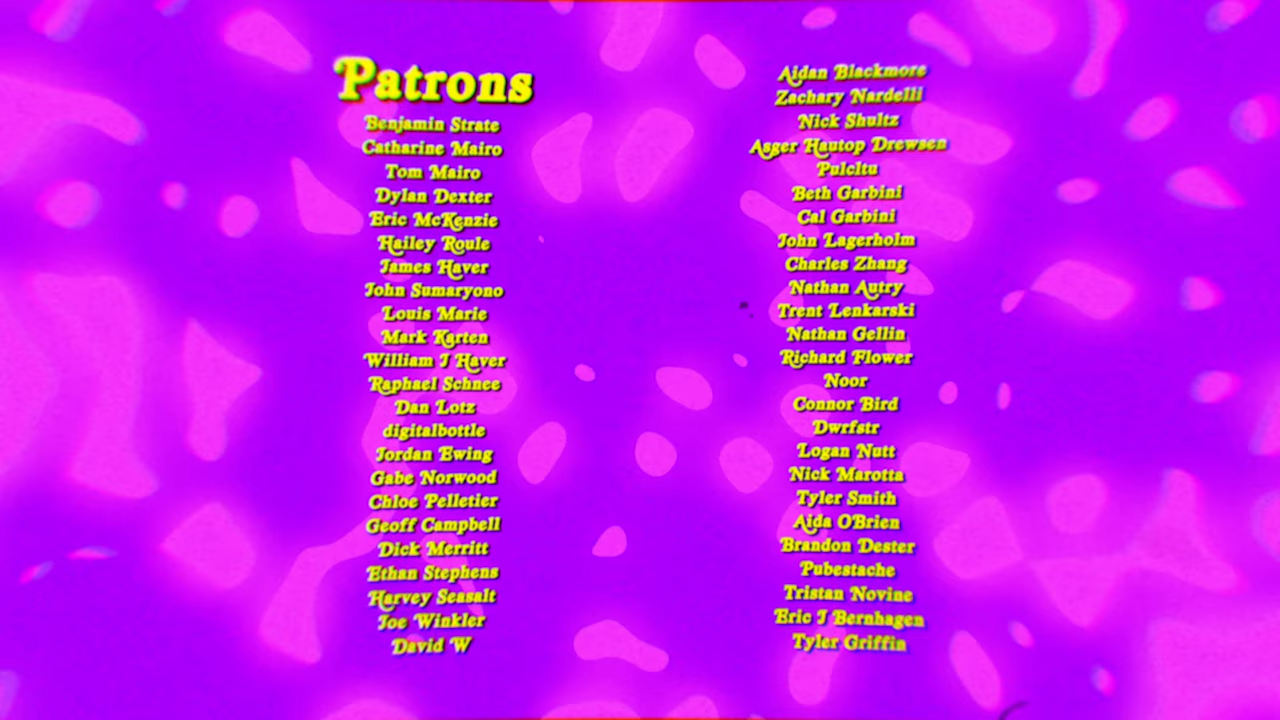 Patrons
Benjamin Strate
Catharine Mairo
Tom Mairo
Dylan Dexter
Eric McKenzie
Hailey Roule
James Haver
John Sumaryono
Louis Marie
Mark Karten
William J Haver
Raphael Schnee
Dan Lotz
digitalbottle
Jordan Ewing
Gabe Norwood
Chloe Pelletier
Geoff Campbell
Dick Merritt
Ethan Stephens
Harvey Seasalt
Joe Winkler
David W
Aidan Blackmore
Zachary Nardelli
Nick Shultz
Asger Hautop Drewsen
Pulcltu
Beth Garbini
Cal Garbini
John Lagerholm
Charles Zhang
Nathan Autry
Trent Lenkarski
Nathan Gellin
Richard Flower
Noor
Connor Bird
Dwrfstr
Logan Nutt
Nick Marotta
Tyler Smith
Aida O'Brien
Brandon Dester
Pubestache
Tristan Novine
Eric J Bernhagen
Tyler Griffin